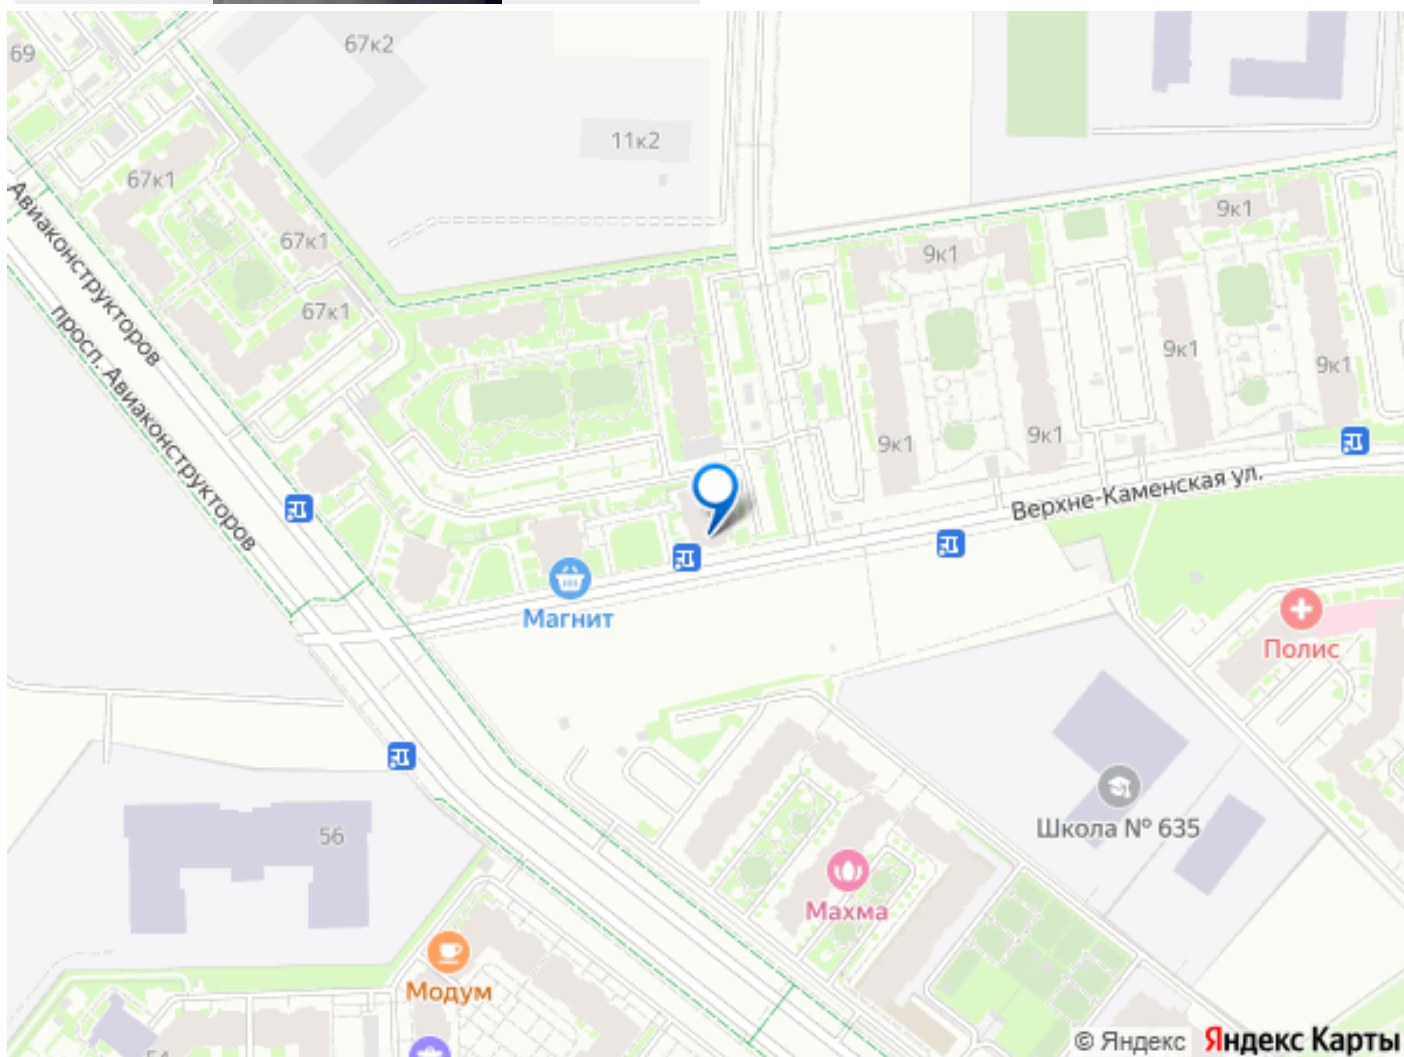 67к2
69
11к2
67к1
9к1
67к1
9к1
67к1
9к1
9к1
Авиаконструкторов
просп. Авиаконструкторов
9к1
9к1
Верхне-Каменская ул.
Магнит
Полис
Школа № 635
56
Махма
Модум
54
© Яндекс Яндекс Карты